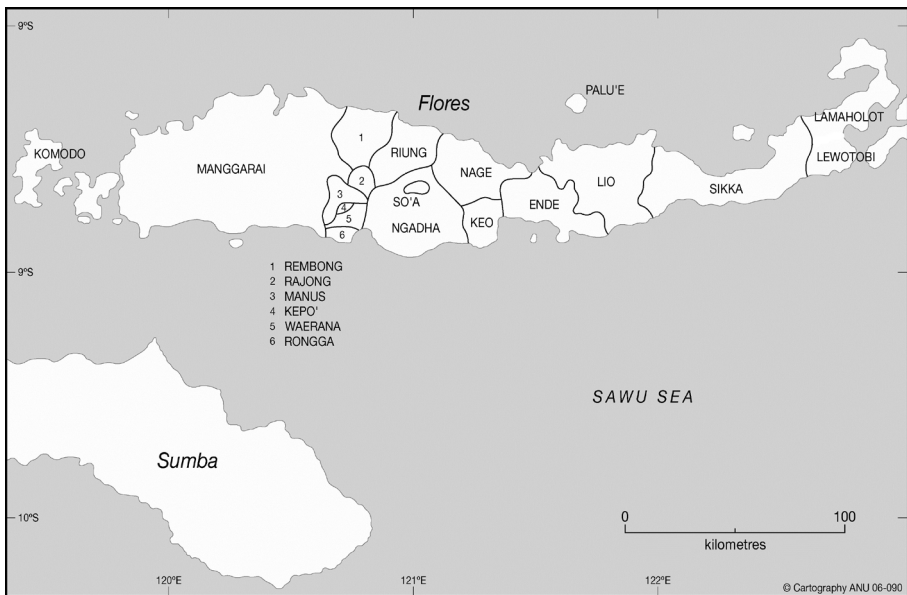 9°S
PALU'E
Flores
LAMAHOLOT
KOMODO
1
RIUNG
LEWOTOBI
MANGGARAI
NAGE
2
LIO
SIKKA
3
SO'A
ENDE
4
5
KEO
NGADHA
6
9°S
1 REMBONG
2 RAJONG
3 MANUS
4 KEPO'
5 WAERANA
6 RONGGA
SAWU SEA
Sumba
10°S
0 100
kilometres
120°E 121°E 122°E
© Cartography ANU 06-090